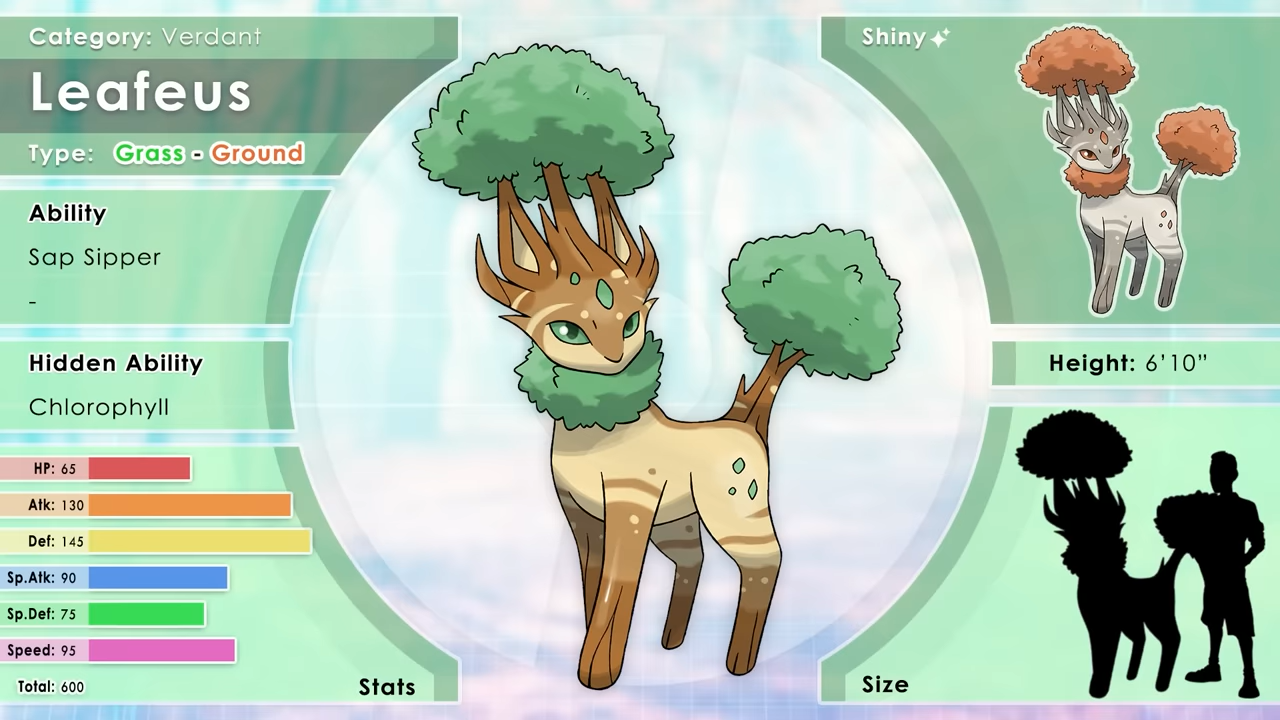 Category: Verdant
Leafeus
Type: Grass - Ground
Ability
Sap Sipper
-
Hidden Ability
Chlorophyll
HP: 65
Atk: 130
Def: 145
Sp.Atk: 90
Sp.Def: 75
Speed: 95
Total: 600
Stats
Shiny
Height: 6’10”
Size